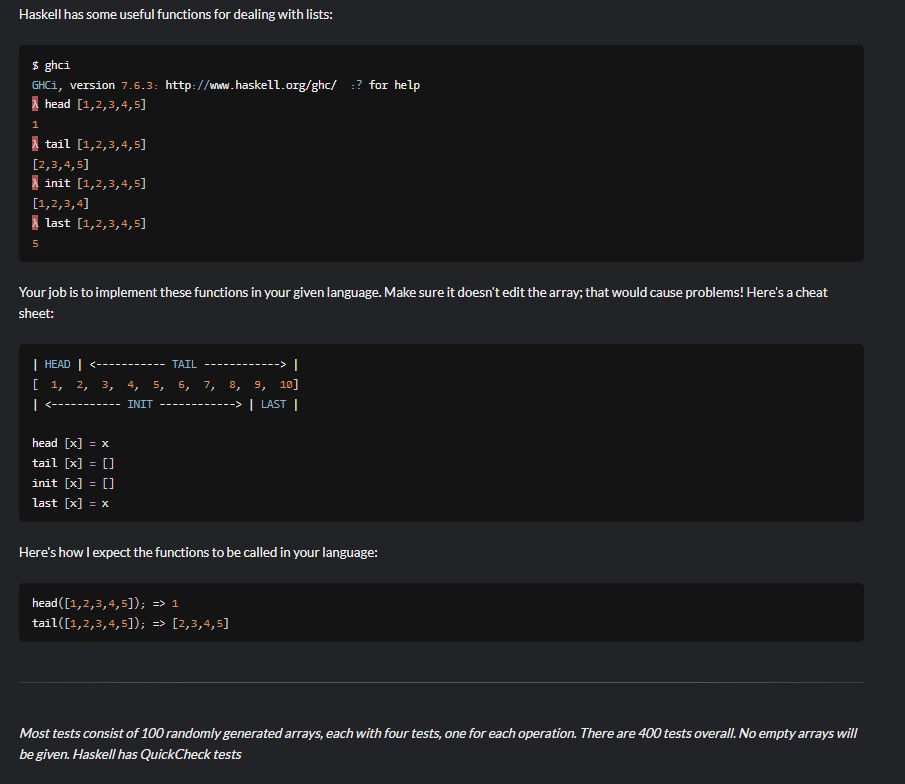 Haskell has some useful functions for dealing with lists:
$ ghci
GHCi, version 7.6.3: http://www.haskell.org/ghc/  :? for help
λ head [1,2,3,4,5]
1
λ tail [1,2,3,4,5]
[2,3,4,5]
λ init [1,2,3,4,5]
[1,2,3,4]
λ last [1,2,3,4,5]
5
Your job is to implement these functions in your given language. Make sure it doesn't edit the array; that would cause problems! Here's a cheat
sheet:
| HEAD | <----------- TAIL ------------> |
[  1,  2,  3,  4,  5,  6,  7,  8,  9,  10]
| <----------- INIT ------------> | LAST |
head [x] = x
tail [x] = []
init [x] = []
last [x] = x
Here's how I expect the functions to be called in your language:
head([1,2,3,4,5]); => 1
tail([1,2,3,4,5]); => [2,3,4,5]
Most tests consist of 100 randomly generated arrays, each with four tests, one for each operation. There are 400 tests overall. No empty arrays will
be given. Haskell has QuickCheck tests